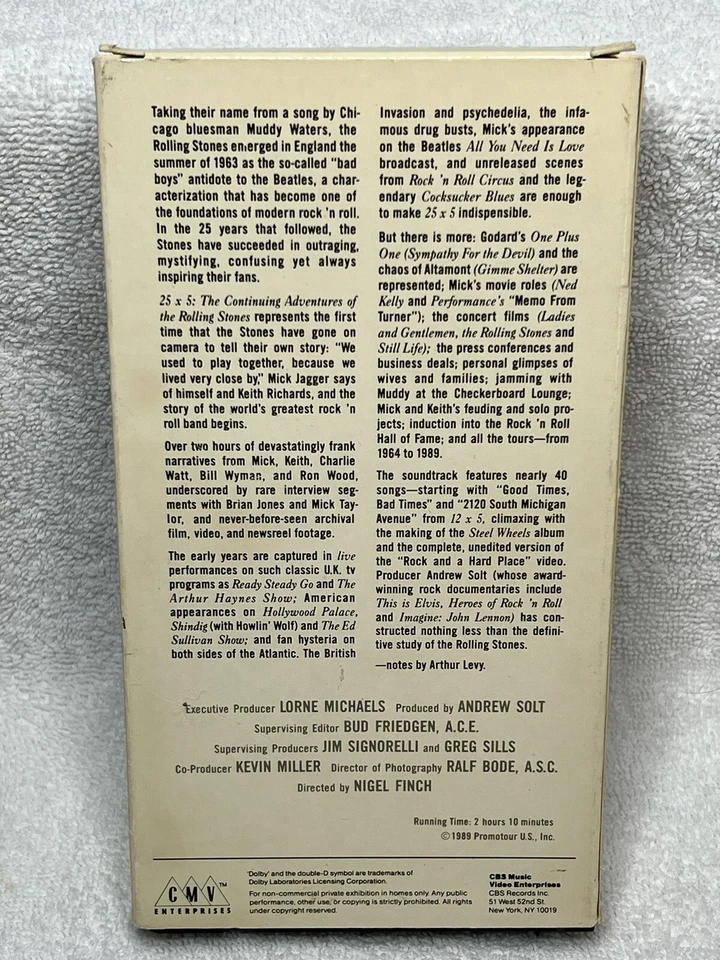 Taking their name from a song by Chi-
cago bluesman Muddy Waters, the
Rolling Stones emerged in England the
summer of 1963 as the so-called "bad
boys" antidote to the Beatles, a char-
acterization that has become one of
the foundations of modern rock 'n roll.
In the 25 years that followed, the
Stones have succeeded in outraging,
mystifying, confusing yet always
inspiring their fans.
25 x 5: The Continuing Adventures of
the Rolling Stones represents the first
time that the Stones have gone on
camera to tell their own story: "We
used to play together, because we
lived very close by," Mick Jagger says
of himself and Keith Richards, and the
story of the world's greatest rock 'n
roll band begins.
Over two hours of devastatingly frank
narratives from Mick, Keith, Charlie
Watt, Bill Wyman, and Ron Wood,
underscored by rare interview seg-
ments with Brian Jones and Mick Tay-
lor, and never-before-seen archival
film, video, and newsreel footage.
The early years are captured in live
performances on such classic U.K. tv
programs as Ready Steady Go and The
Arthur Haynes Show; American
appearances on Hollywood Palace,
Shindig (with Howlin' Wolf) and The Ed
Sullivan Show; and fan hysteria on
both sides of the Atlantic. The British
Invasion and psychedelia, the infa-
mous drug busts, Mick's appearance
on the Beatles All You Need Is Love
broadcast, and unreleased scenes
from Rock 'n Roll Circus and the leg-
endary Cocksucker Blues are enough
to make 25 x 5 indispensible.
But there is more: Godard's One Plus
One (Sympathy For the Devil) and the
chaos of Altamont (Gimme Shelter) are
represented; Mick's movie roles (Ned
Kelly and Performance's "Memo From
Turner"); the concert films (Ladies
and Gentlemen, the Rolling Stones and
Still Life); the press conferences and
business deals; personal glimpses of
wives and families; jamming with
Muddy at the Checkerboard Lounge;
Mick and Keith's feuding and solo pro-
jects; induction into the Rock 'n Roll
Hall of Fame; and all the tours—from
1964 to 1989.
The soundtrack features nearly 40
songs—starting with "Good Times,
Bad Times" and "2120 South Michigan
Avenue" from 12 x 5, climaxing with
the making of the Steel Wheels album
and the complete, unedited version of
the "Rock and a Hard Place" video.
Producer Andrew Solt (whose award-
winning rock documentaries include
This is Elvis, Heroes of Rock 'n Roll
and Imagine: John Lennon) has con-
structed nothing less than the defini-
tive study of the Rolling Stones.
—notes by Arthur Levy.
Executive Producer LORNE MICHAELS Produced by ANDREW SOLT
Supervising Editor BUD FRIEDGEN, A.C.E.
Supervising Producers JIM SIGNORELLI and GREG SILLS
Co-Producer KEVIN MILLER Director of Photography RALF BODE, A.S.C.
Directed by NIGEL FINCH
Running Time: 2 hours 10 minutes
©1989 Promotour U.S., Inc.
CMV™
ENTERPRISES
'Dolby' and the double-D symbol are trademarks of
Dolby Laboratories Licensing Corporation.
For non-commercial private exhibition in homes only. Any public
performance, other use, or copying is strictly prohibited. All rights
under copyright reserved.
CBS Music
Video Enterprises
CBS Records Inc.
51 West 52nd St.
New York, NY 10019